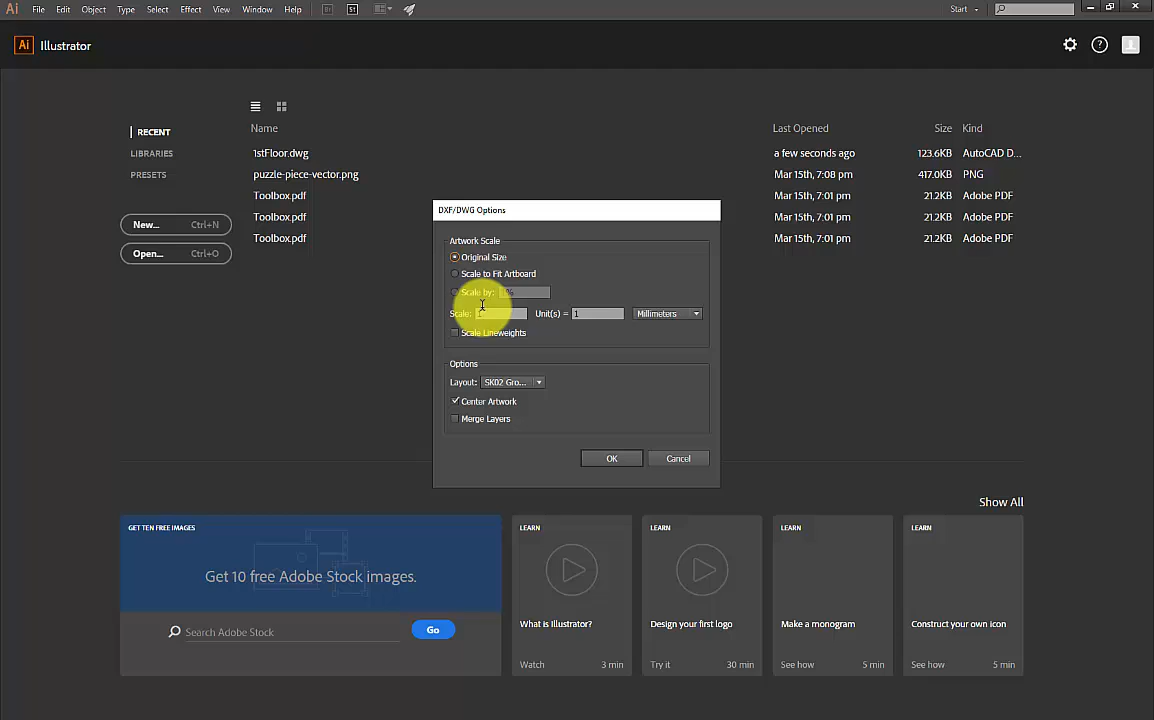 Ai File Edit Object Type Select Effect View Window Help Br St Start
Ai Illustrator
RECENT
LIBRARIES
PRESETS
New... Ctrl+N
Open... Ctrl+O
Name Last Opened Size Kind
1stFloor.dwg a few seconds ago 123.6KB AutoCAD D...
puzzle-piece-vector.png Mar 15th, 7:08 pm 417.0KB PNG
Toolbox.pdf Mar 15th, 7:01 pm 21.2KB Adobe PDF
Toolbox.pdf Mar 15th, 7:01 pm 21.2KB Adobe PDF
Toolbox.pdf Mar 15th, 7:01 pm 21.2KB Adobe PDF
DXF/DWG Options
Artwork Scale
Original Size
Scale to Fit Artboard
Scale by:
Scale: Unit(s) = 1 Millimeters
Scale Lineweights
Options
Layout: SK02 Gro...
Center Artwork
Merge Layers
OK Cancel
Show All
GET TEN FREE IMAGES
Get 10 free Adobe Stock images.
Search Adobe Stock Go
LEARN
What is Illustrator?
Watch 3 min
LEARN
Design your first logo
Try it 30 min
LEARN
Make a monogram
See how 5 min
LEARN
Construct your own icon
See how 5 min